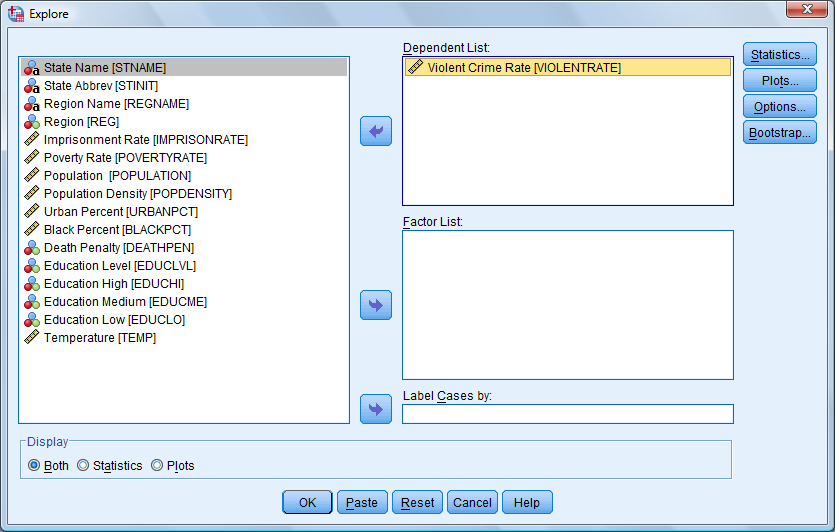 Explore
State Name [STNAME]
State Abbrev [STINIT]
Region Name [REGNAME]
Region [REG]
Imprisonment Rate [IMPRISONRATE]
Poverty Rate [POVERTYRATE]
Population [POPULATION]
Population Density [POPDENSITY]
Urban Percent [URBANPCT]
Black Percent [BLACKPCT]
Death Penalty [DEATHPEN]
Education Level [EDUCLVL]
Education High [EDUCHI]
Education Medium [EDUCME]
Education Low [EDUCLO]
Temperature [TEMP]
Dependent List:
Violent Crime Rate [VIOLENTRATE]
Factor List:
Label Cases by:
Statistics...
Plots...
Options...
Bootstrap...
Display
Both Statistics Plots
OK Paste Reset Cancel Help